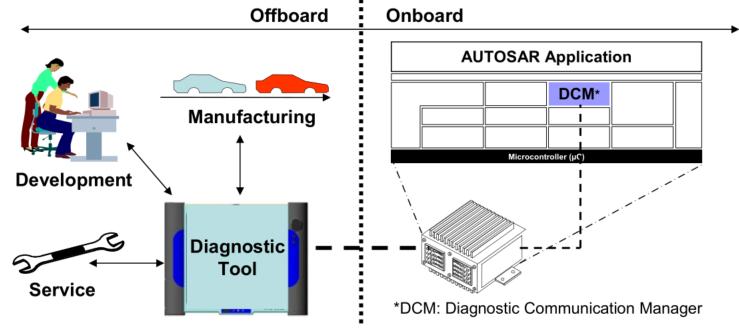 Offboard
Onboard
AUTOSAR Application
DCM*
Manufacturing
Microcontroller (µC)
Development
Diagnostic
Tool
Service
*DCM: Diagnostic Communication Manager